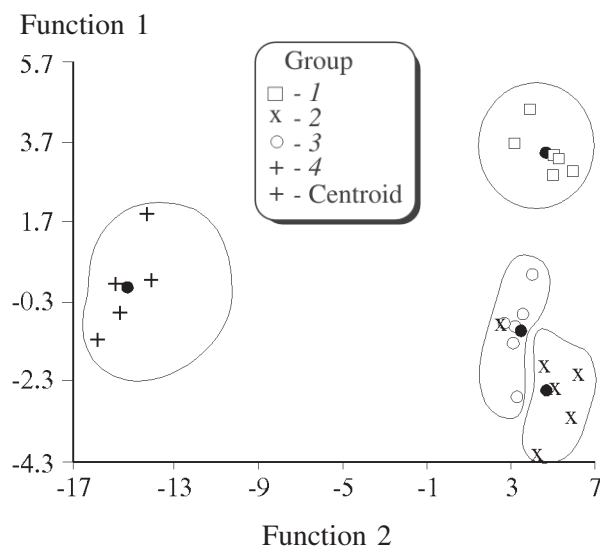 Function 1
5.7
3.7
1.7
-0.3
-2.3
-4.3
Group
□ - 1
x - 2
○ - 3
+ - 4
+ - Centroid
-17 -13 -9 -5 -1 3 7
Function 2